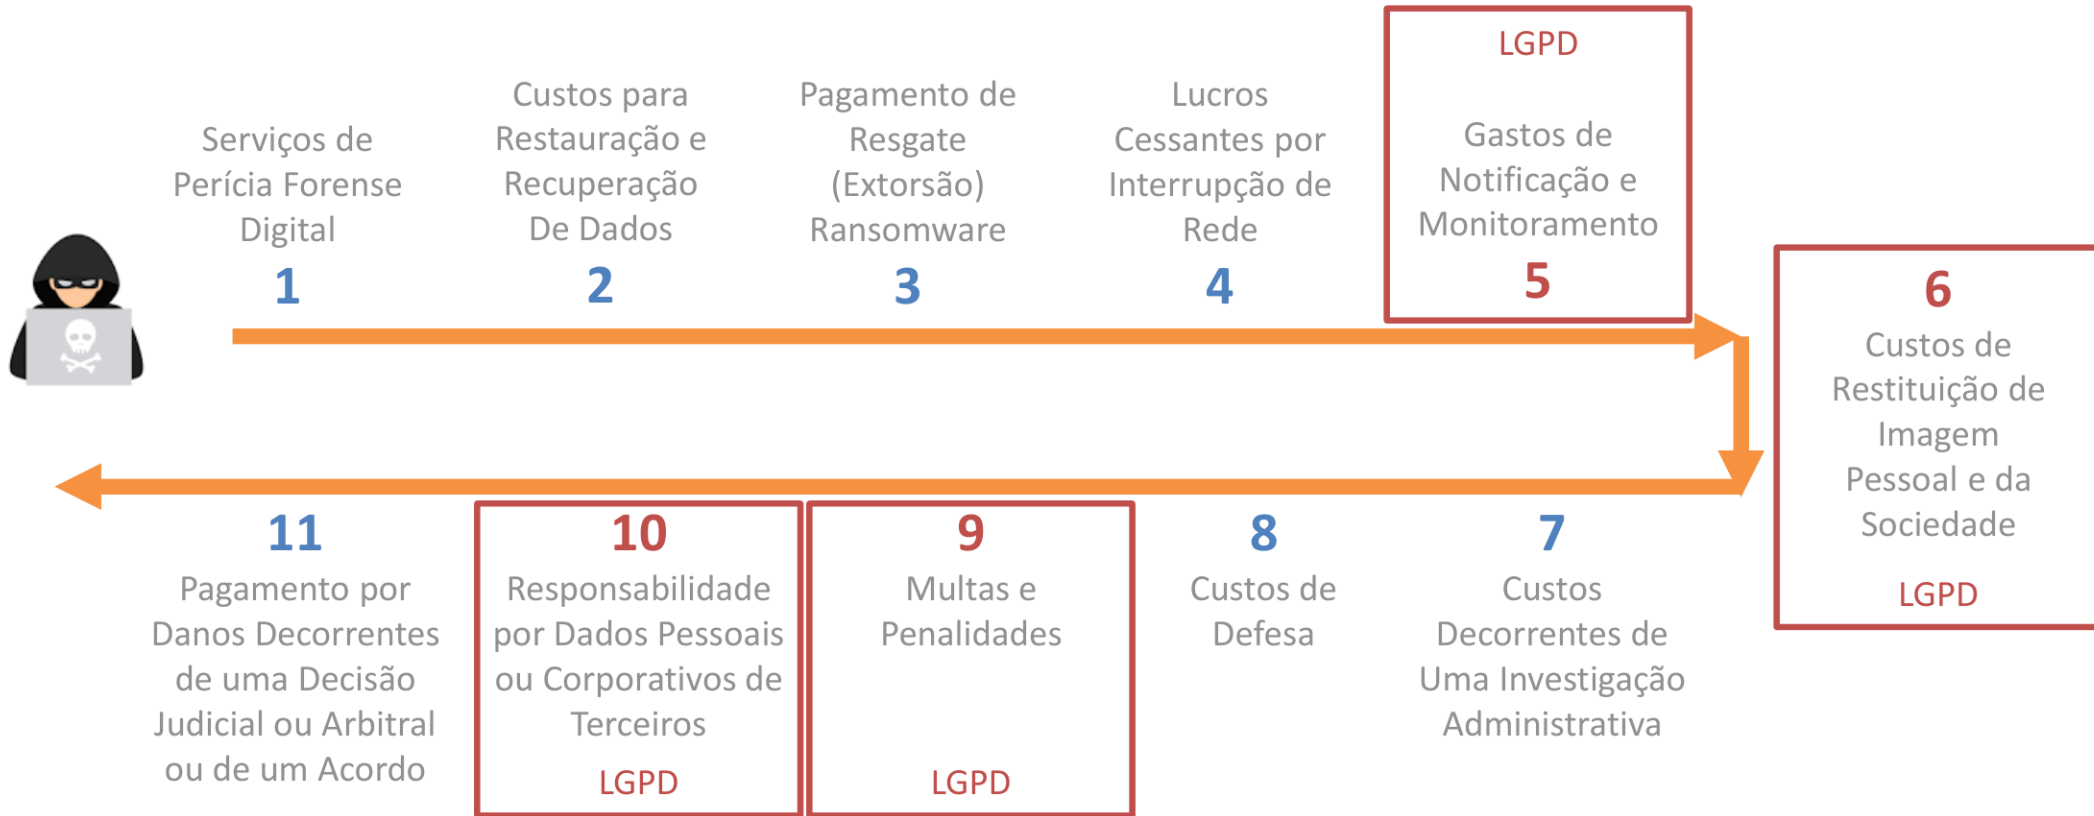 Serviços de
Perícia Forense
Digital
1
Custos para
Restauração e
Recuperação
De Dados
2
Pagamento de
Resgate
(Extorsão)
Ransomware
3
Lucros
Cessantes por
Interrupção de
Rede
4
LGPD
Gastos de
Notificação e
Monitoramento
5
6
Custos de
Restituição de
Imagem
Pessoal e da
Sociedade
LGPD
7
Custos
Decorrentes de
Uma Investigação
Administrativa
8
Custos de
Defesa
9
Multas e
Penalidades
LGPD
10
Responsabilidade
por Dados Pessoais
ou Corporativos de
Terceiros
LGPD
11
Pagamento por
Danos Decorrentes
de uma Decisão
Judicial ou Arbitral
ou de um Acordo